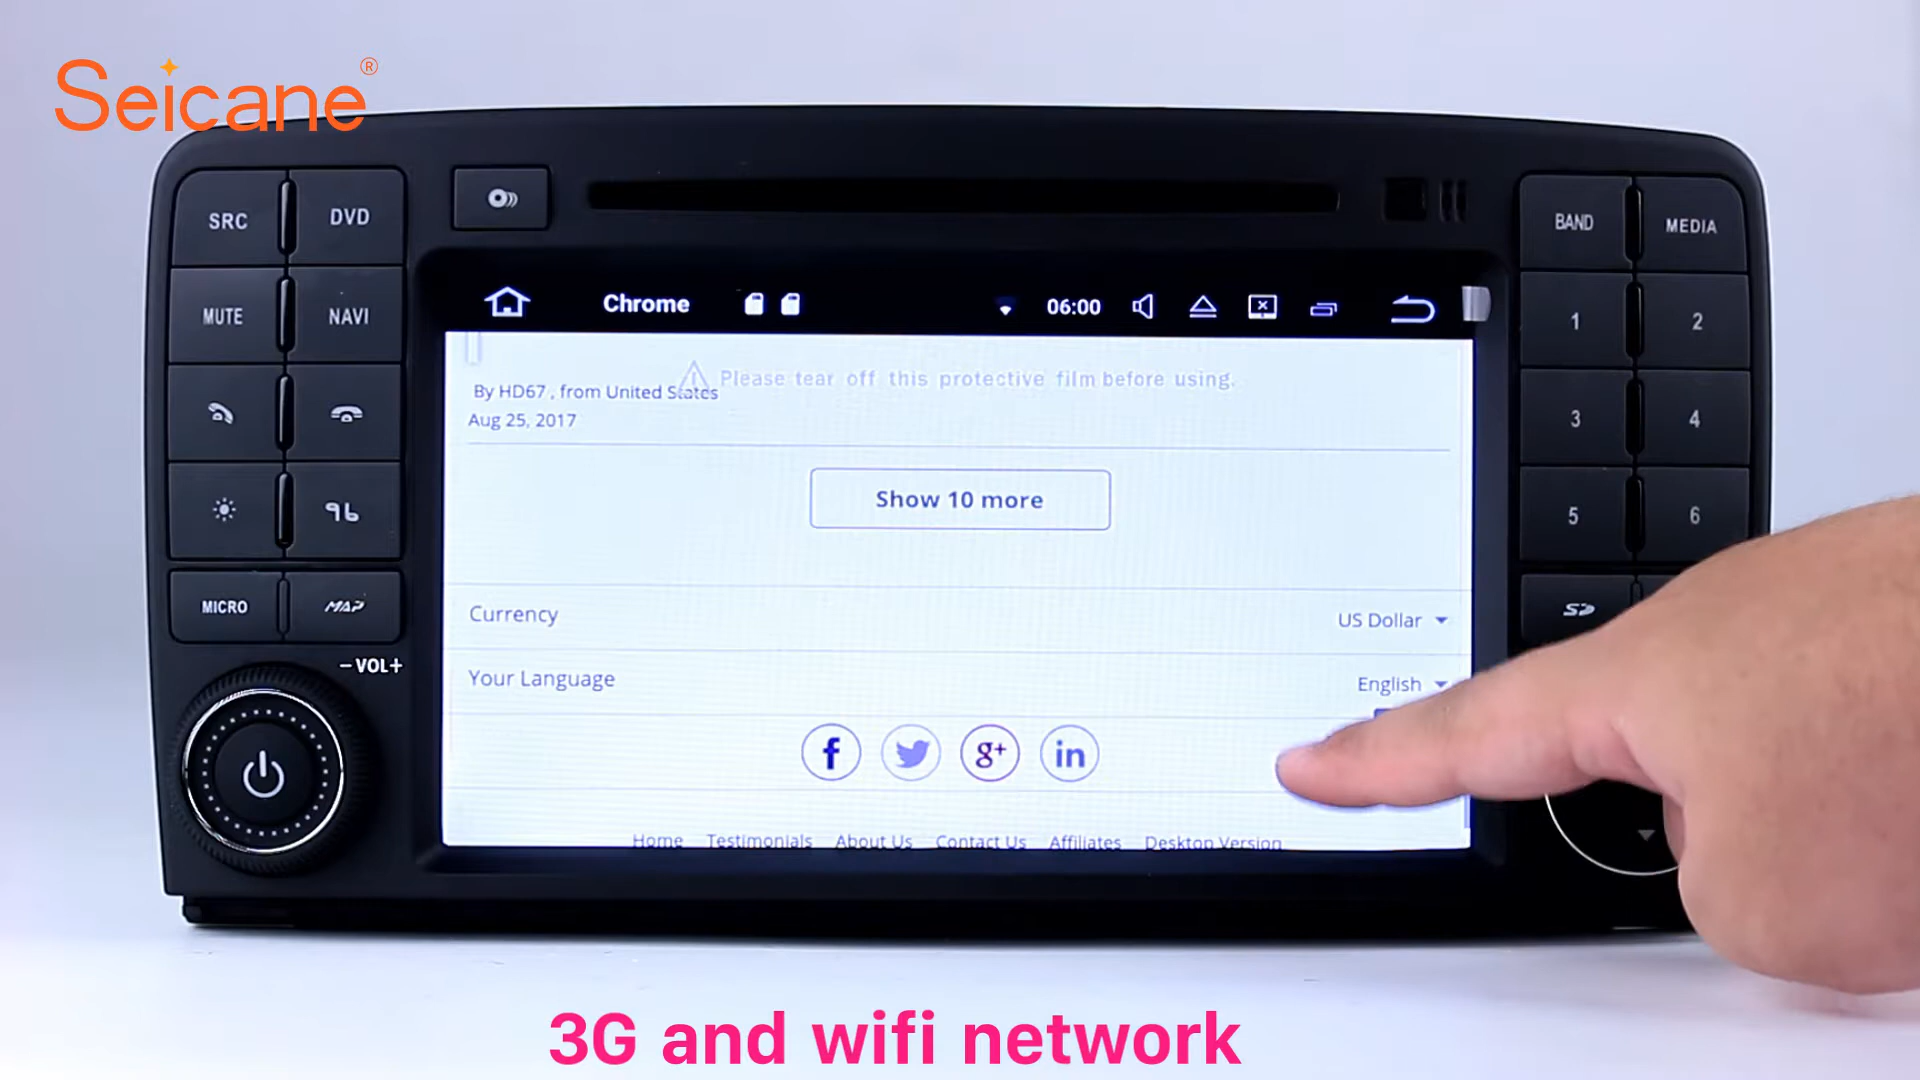 Seicane®
SRC DVD
BAND MEDIA
MUTE NAVI
Chrome 06:00
1 2
Please tear off this protective film before using.
By HD67 , from United States
Aug 25, 2017
3 4
Show 10 more
5 6
MICRO MAP
SD
Currency US Dollar
−VOL+
Your Language English
f g+ in
Home Testimonials About Us Contact Us Affiliates Desktop Version
3G and wifi network